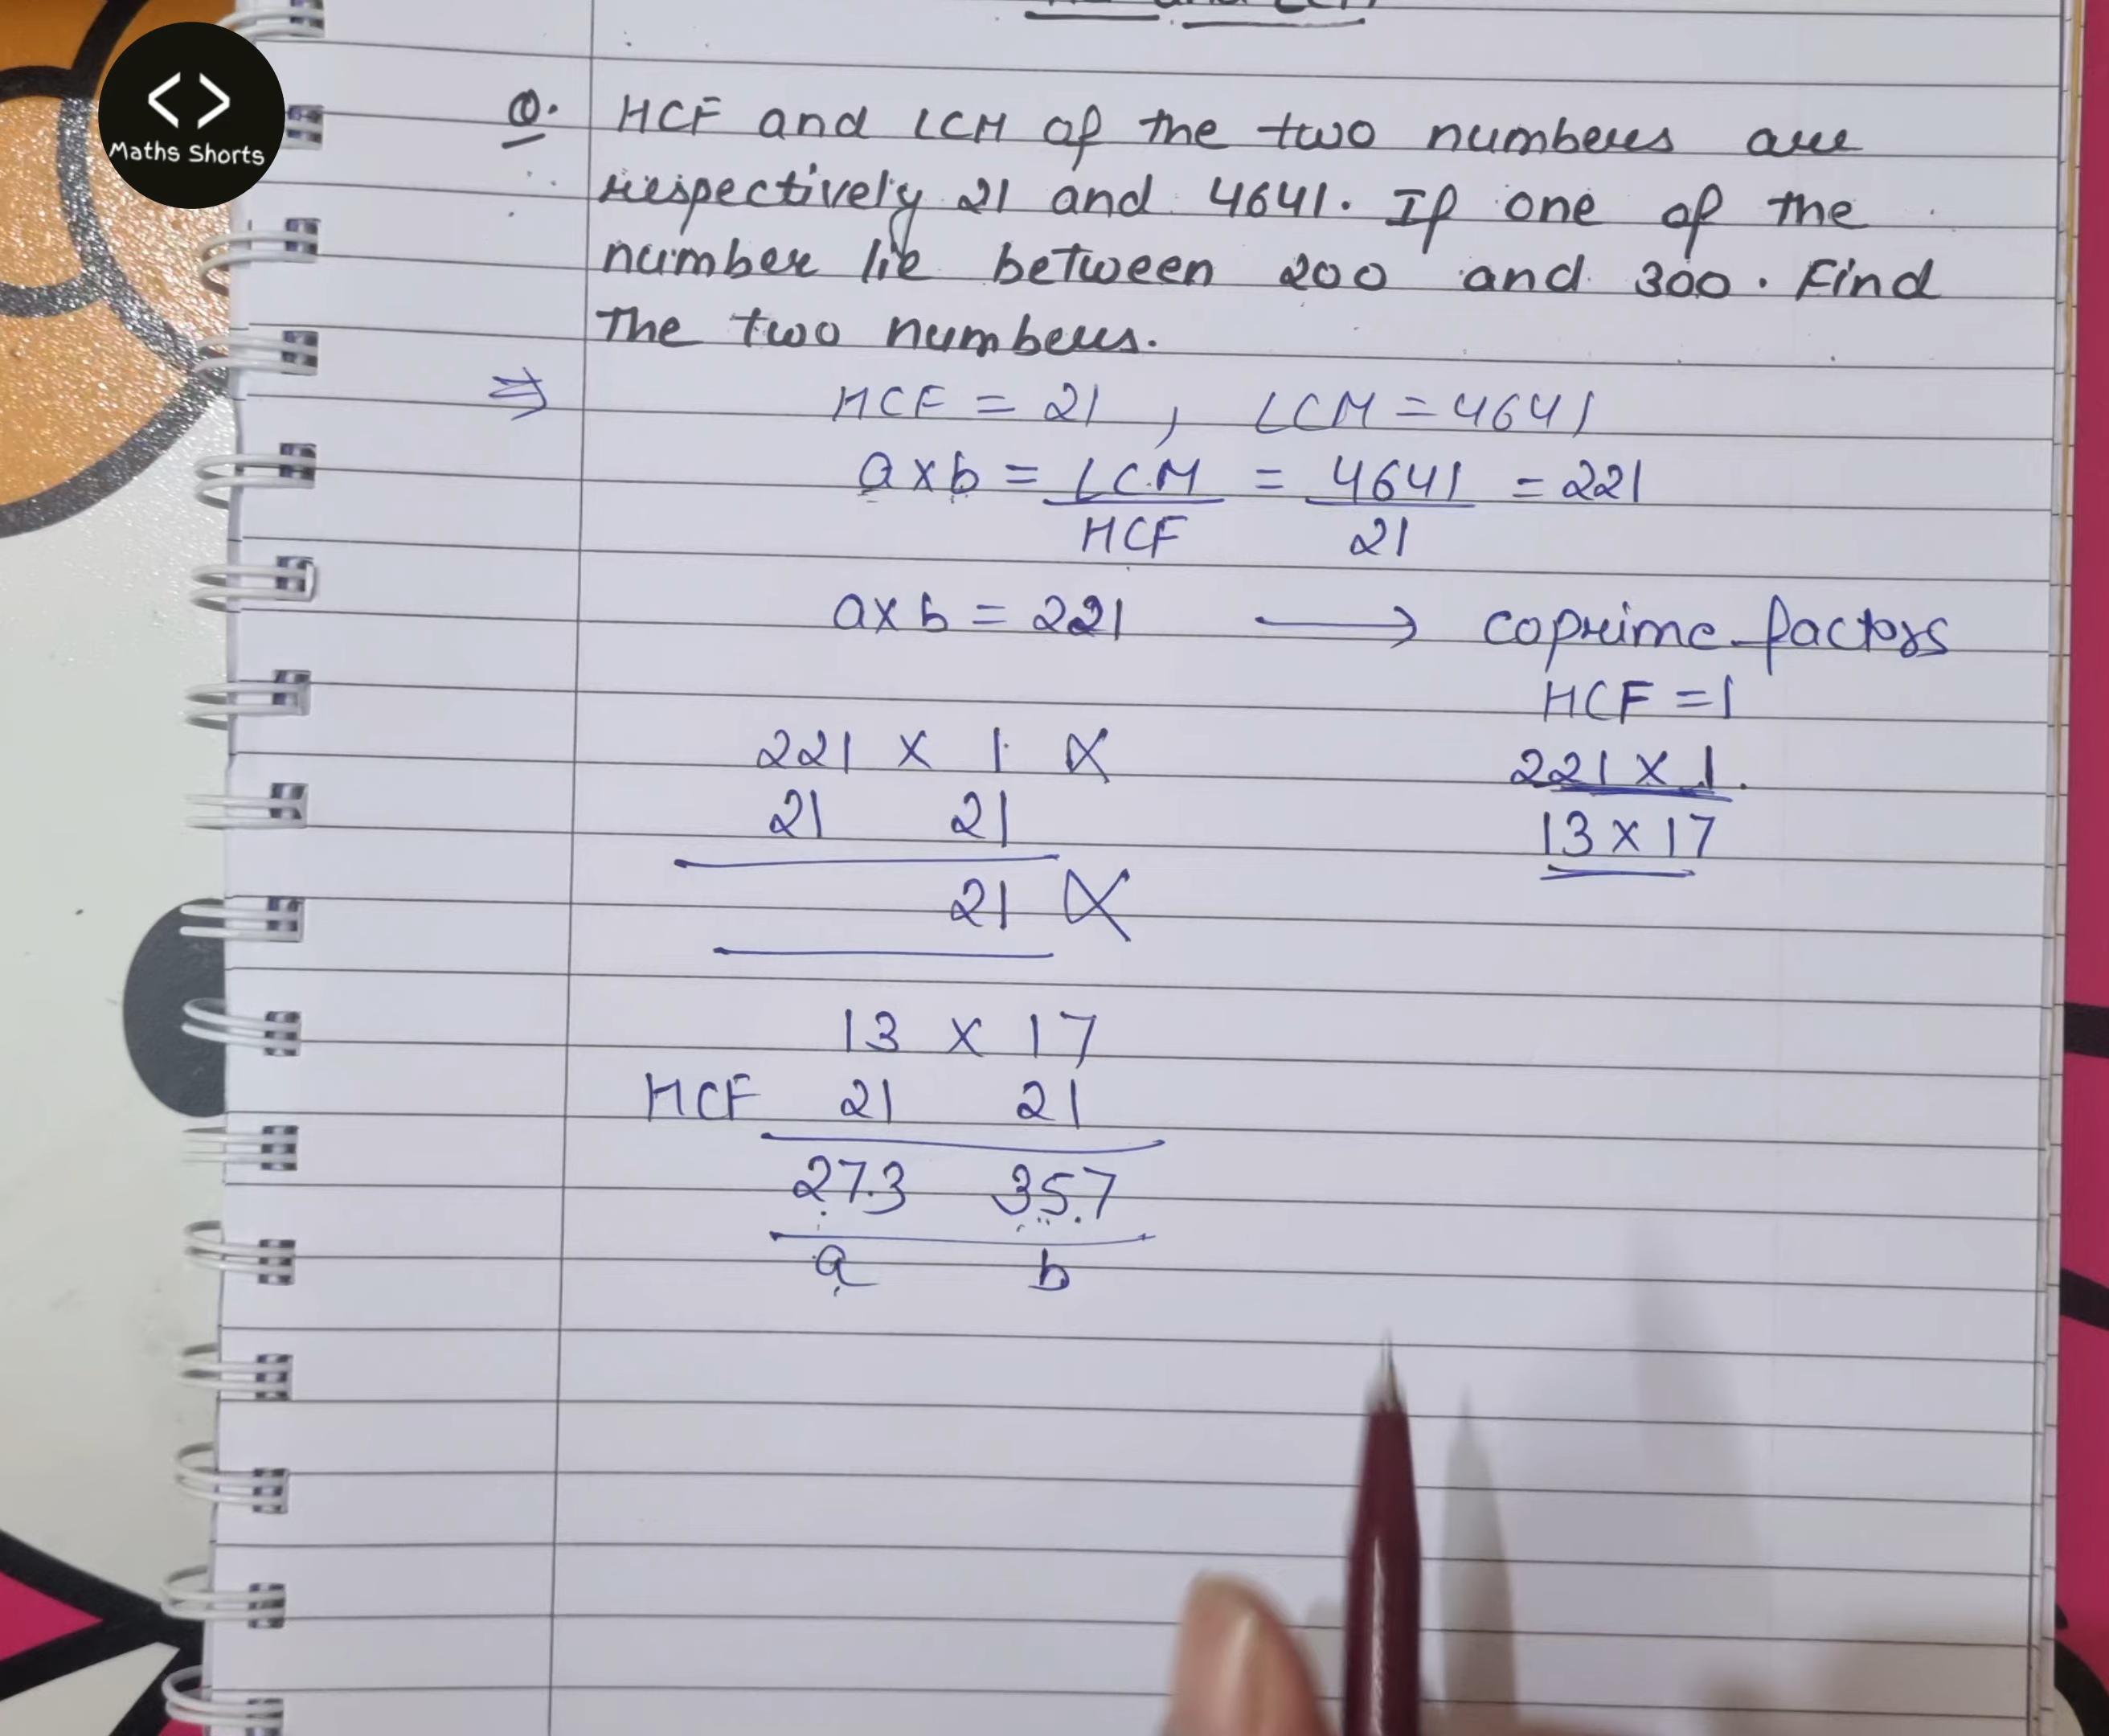 <>
Maths Shorts
Q. HCF and LCM of the two numbers are
respectively 21 and 4641. If one of the
number lie between 200 and 300. Find
The two numbers.
⇒ HCF = 21, LCM = 4641
a x b = LCM/HCF = 4641/21 = 221
a x b = 221 → coprime factors
HCF = 1
221 x 1 X 221 x 1
21 21 13 x 17
21 X
13 x 17
HCF 21 21
273 357
a b